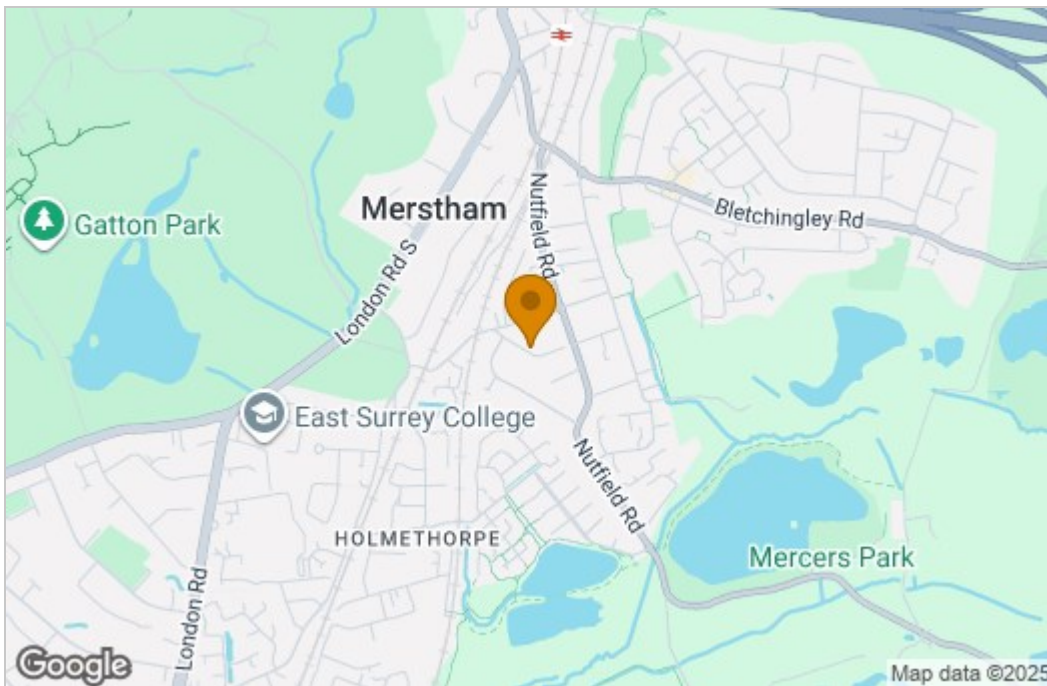 Nutfield Rd
Bletchingley Rd
Merstham
Gatton Park
London Rd S
East Surrey College
Nutfield Rd
HOLMETHORPE
Mercers Park
London Rd
Google
Map data ©2025